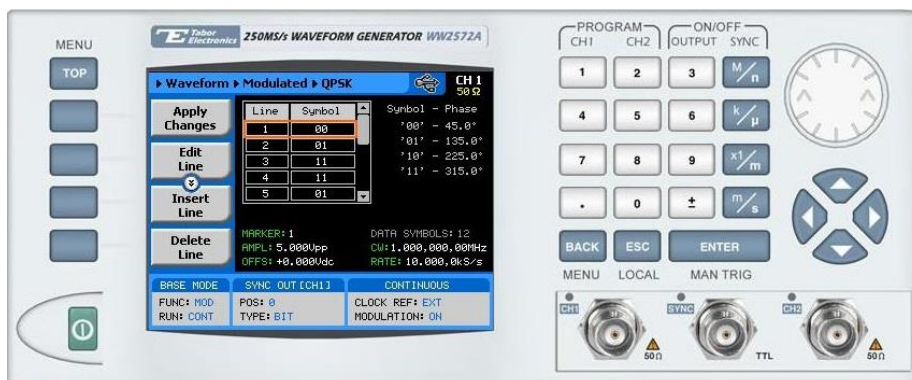 Tabor Electronics 250MS/s WAVEFORM GENERATOR WW2572A
MENU
TOP
Waveform Modulated QPSK CH 1
50Ω
Apply Changes
Edit Line
Insert Line
Delete Line
Line Symbol
1 00
2 01
3 11
4 11
5 01
Symbol - Phase
'00' - 45.0°
'01' - 135.0°
'10' - 225.0°
'11' - 315.0°
MARKER: 1 DATA SYMBOLS: 12
AMPL: 5.000Vpp CW: 1.000,000,00MHz
OFFS: +0.000Vdc RATE: 10.000,0kS/s
BASE MODE SYNC OUT [CH1] CONTINUOUS
FUNC: MOD POS: 0 CLOCK REF: EXT
RUN: CONT TYPE: BIT MODULATION: ON
PROGRAM ON/OFF
CH1 CH2 OUTPUT SYNC
1 2 3 M/n
4 5 6 k/µ
7 8 9 x1/m
. 0 ± m/s
BACK ESC ENTER
MENU LOCAL MAN TRIG
CH1 SYNC CH2
50Ω TTL 50Ω